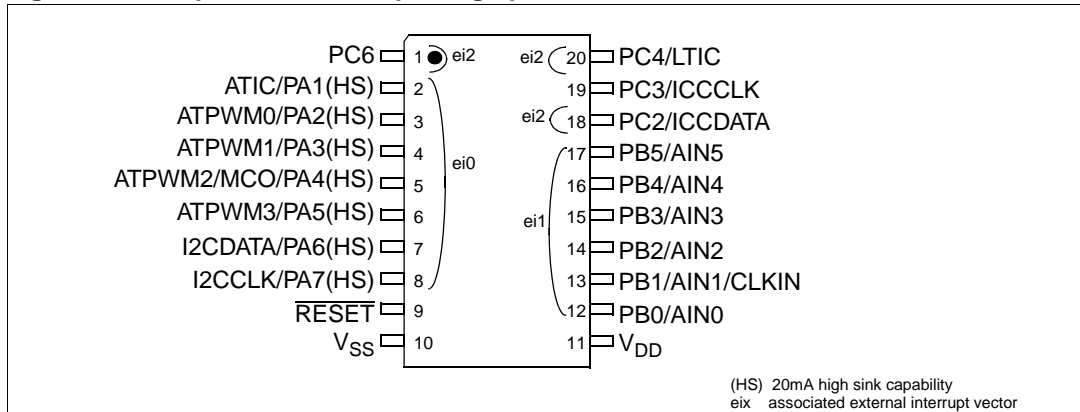 PC6 1 ei2 ei2 20 PC4/LTIC
ATIC/PA1(HS) 2 19 PC3/ICCCLK
ATPWM0/PA2(HS) 3 ei2 18 PC2/ICCDATA
ATPWM1/PA3(HS) 4 ei0 17 PB5/AIN5
ATPWM2/MCO/PA4(HS) 5 16 PB4/AIN4
ATPWM3/PA5(HS) 6 ei1 15 PB3/AIN3
I2CDATA/PA6(HS) 7 14 PB2/AIN2
I2CCLK/PA7(HS) 8 13 PB1/AIN1/CLKIN
RESET 9 12 PB0/AIN0
VSS 10 11 VDD
(HS) 20mA high sink capability
eix associated external interrupt vector